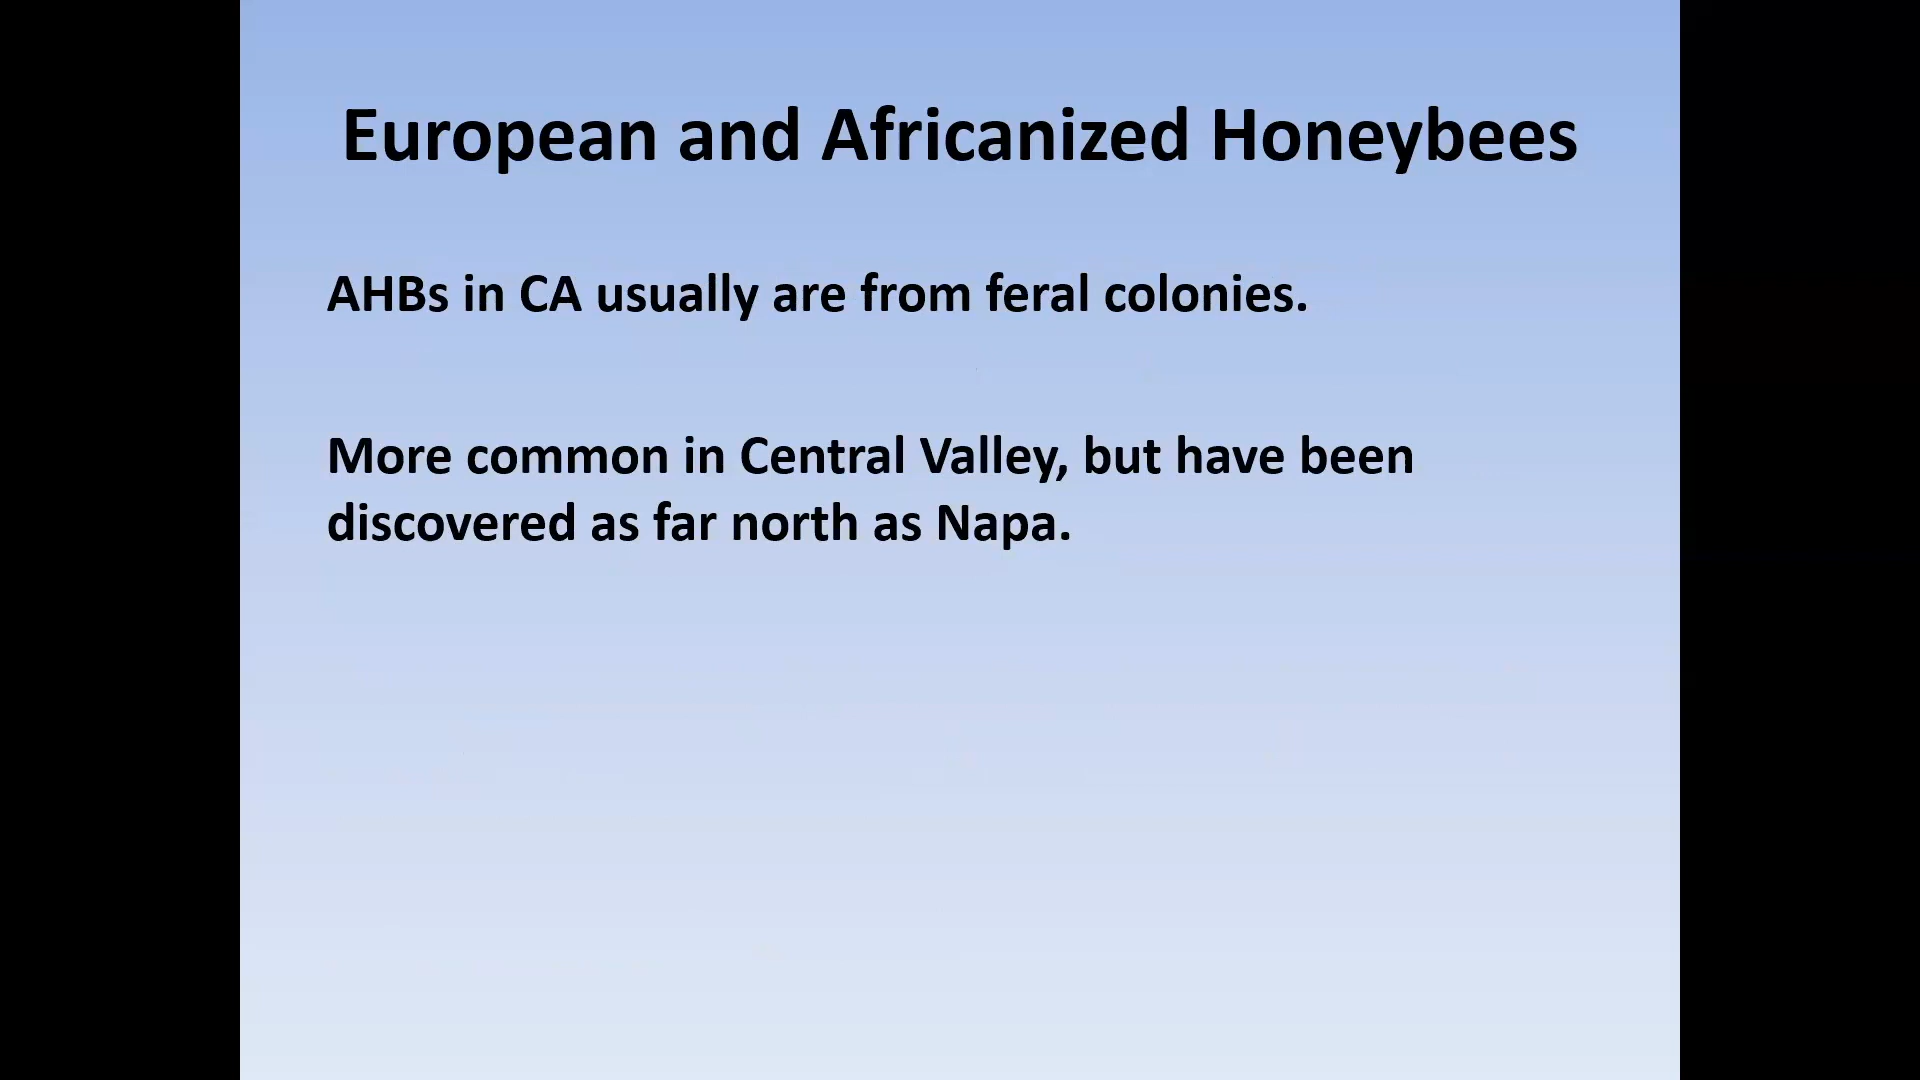 European and Africanized Honeybees
AHBs in CA usually are from feral colonies.
More common in Central Valley, but have been
discovered as far north as Napa.